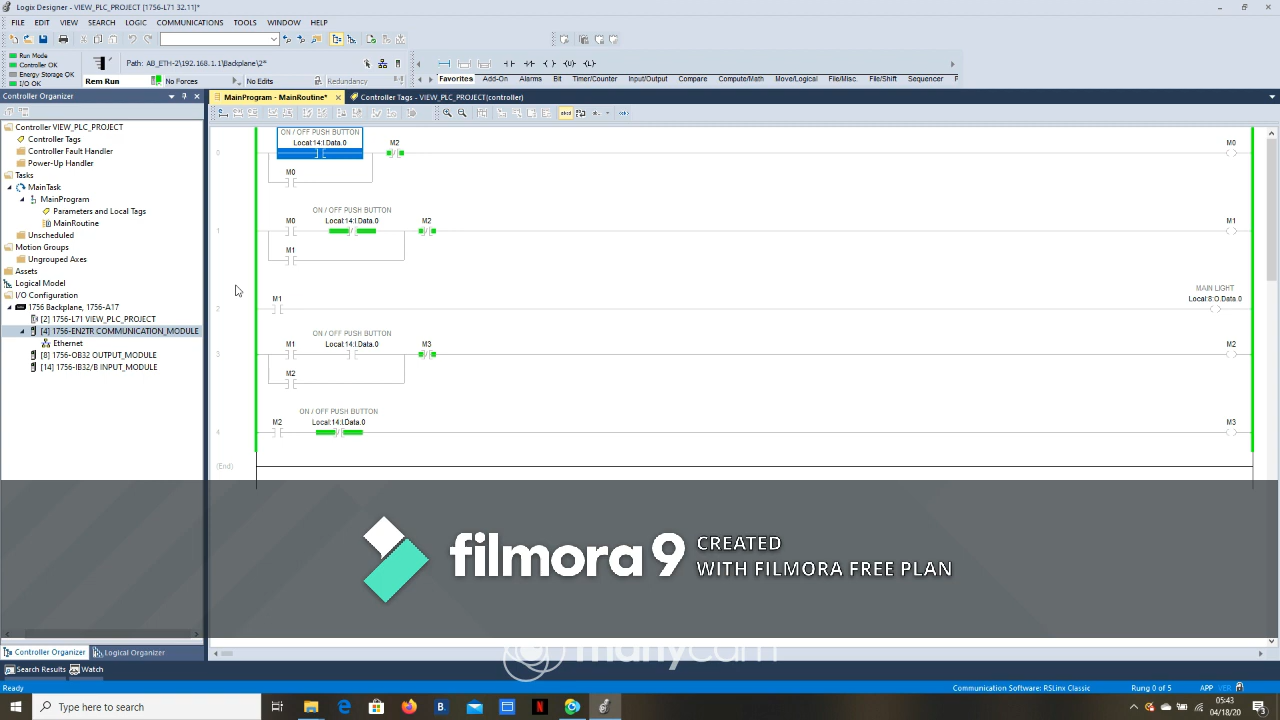 Logix Designer - VIEW_PLC_PROJECT [1756-L71 32.11]*
FILE EDIT VIEW SEARCH LOGIC COMMUNICATIONS TOOLS WINDOW HELP
Run Mode
Controller OK
Energy Storage OK
I/O OK
Path: AB_ETH-2\192.168.1.1\Backplane\2*
Rem Run No Forces No Edits Redundancy
Favorites Add-On Alarms Bit Timer/Counter Input/Output Compare Compute/Math Move/Logical File/Misc. File/Shift Sequencer
Controller Organizer
MainProgram - MainRoutine*
Controller Tags - VIEW_PLC_PROJECT(controller)
Controller VIEW_PLC_PROJECT
Controller Tags
Controller Fault Handler
Power-Up Handler
Tasks
MainTask
MainProgram
Parameters and Local Tags
MainRoutine
Unscheduled
Motion Groups
Ungrouped Axes
Assets
Logical Model
I/O Configuration
1756 Backplane, 1756-A17
[2] 1756-L71 VIEW_PLC_PROJECT
[4] 1756-EN2TR COMMUNICATION_MODULE
Ethernet
[8] 1756-OB32 OUTPUT_MODULE
[14] 1756-IB32/B INPUT_MODULE
ON / OFF PUSH BUTTON
Local:14:I.Data.0 M2 M0
0
M0
ON / OFF PUSH BUTTON
M0 Local:14:I.Data.0 M2 M1
1
M1
MAIN LIGHT
M1 Local:8:O.Data.0
2
ON / OFF PUSH BUTTON
M1 Local:14:I.Data.0 M3 M2
3
M2
ON / OFF PUSH BUTTON
M2 Local:14:I.Data.0 M3
4
(End)
filmora 9 CREATED
WITH FILMORA FREE PLAN
manycam
Controller Organizer Logical Organizer
Search Results Watch
Ready Communication Software: RSLinx Classic Rung 0 of 5 APP VER
Type here to search
05:43
04/18/20